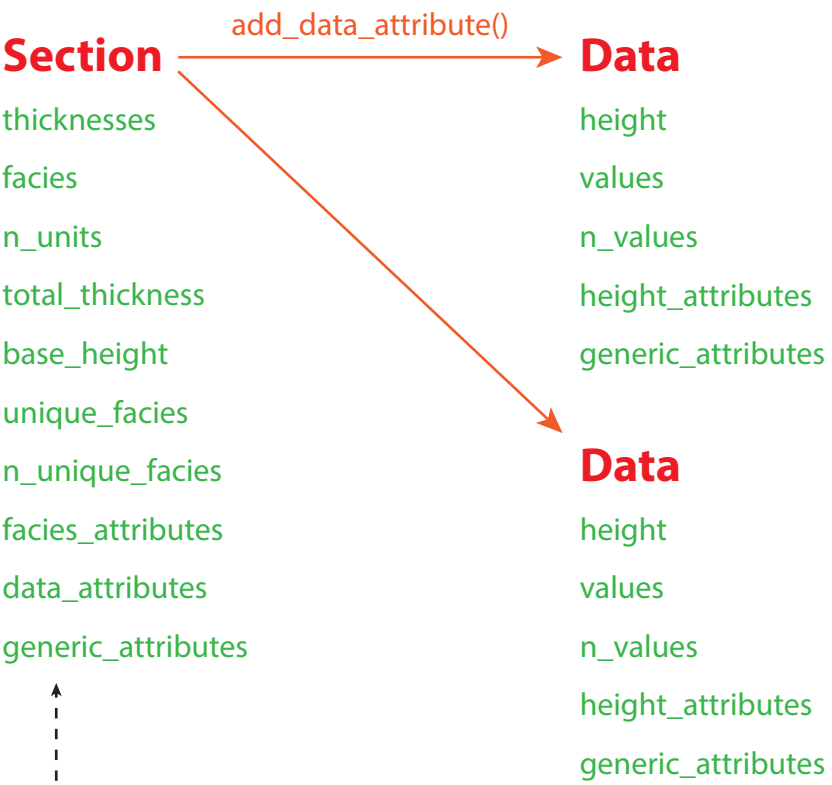 add_data_attribute()
Section
thicknesses
facies
n_units
total_thickness
base_height
unique_facies
n_unique_facies
facies_attributes
data_attributes
generic_attributes
Data
height
values
n_values
height_attributes
generic_attributes
Data
height
values
n_values
height_attributes
generic_attributes